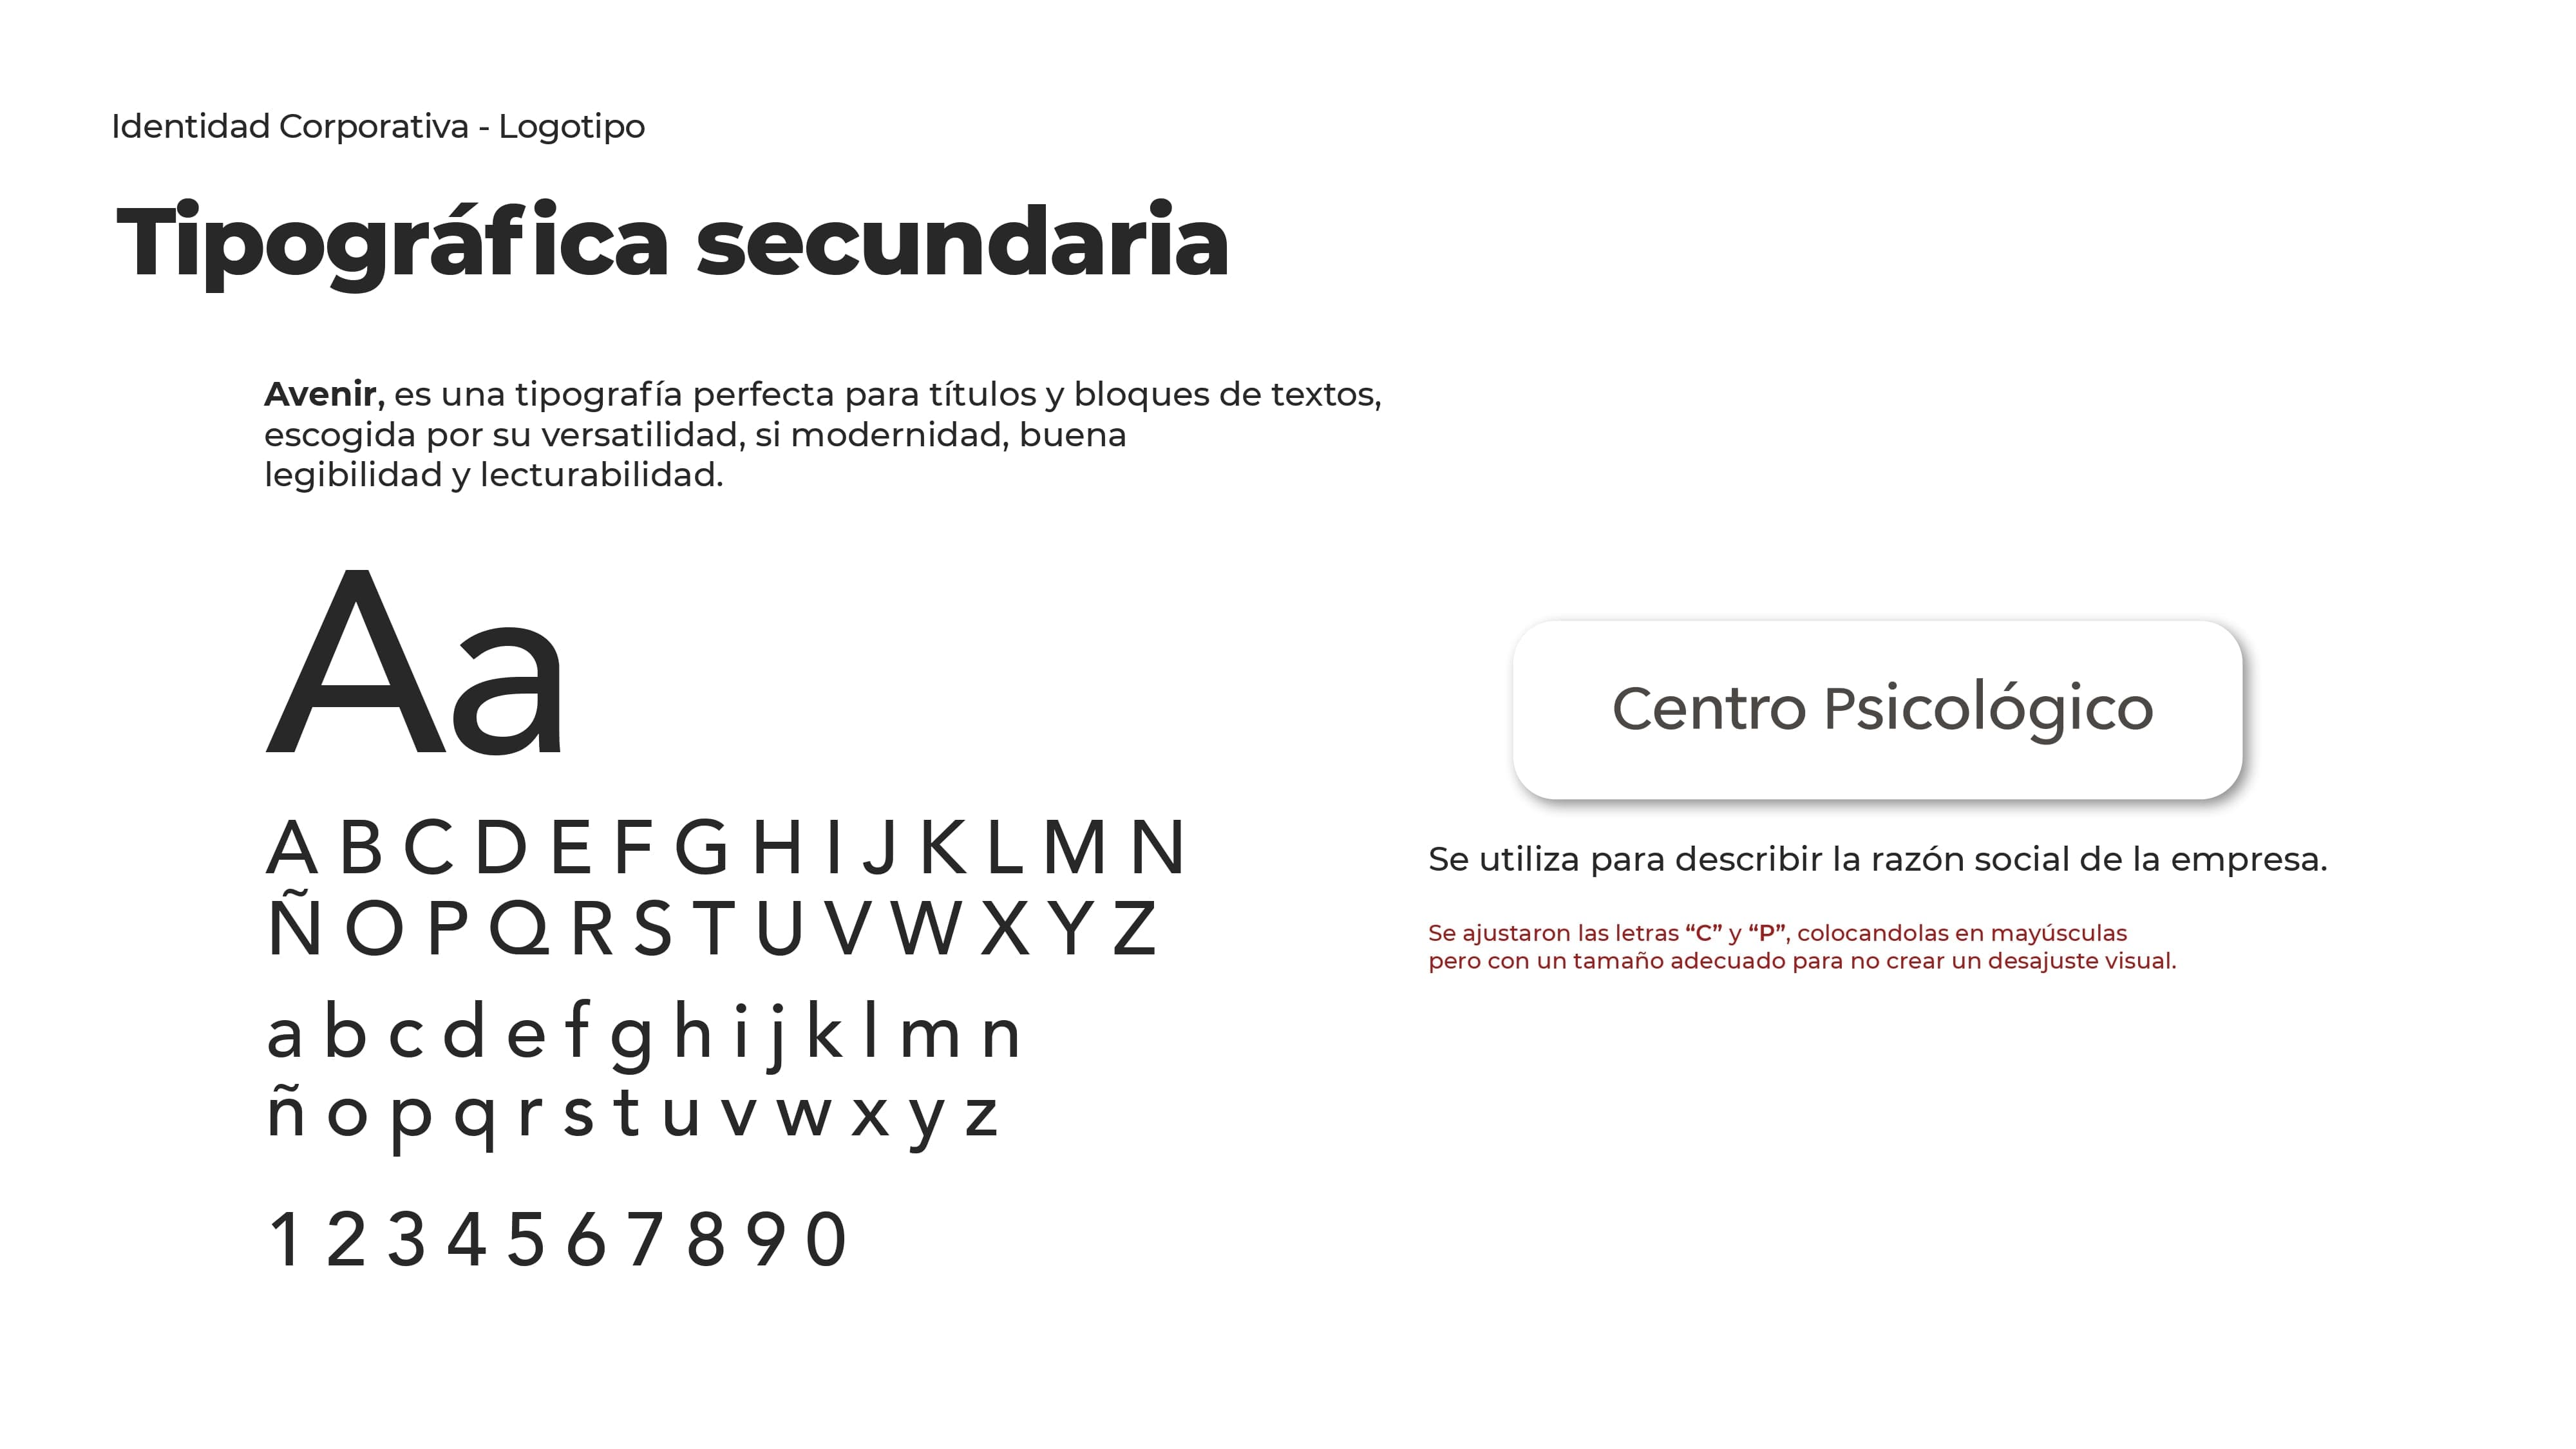 Identidad Corporativa - Logotipo
Tipográfica secundaria
Avenir, es una tipografía perfecta para títulos y bloques de textos,
escogida por su versatilidad, si modernidad, buena
legibilidad y lecturabilidad.
Aa
A B C D E F G H I J K L M N
Ñ O P Q R S T U V W X Y Z
a b c d e f g h i j k l m n
ñ o p q r s t u v w x y z
1 2 3 4 5 6 7 8 9 0
Centro Psicológico
Se utiliza para describir la razón social de la empresa.
Se ajustaron las letras “C” y “P”, colocandolas en mayúsculas
pero con un tamaño adecuado para no crear un desajuste visual.